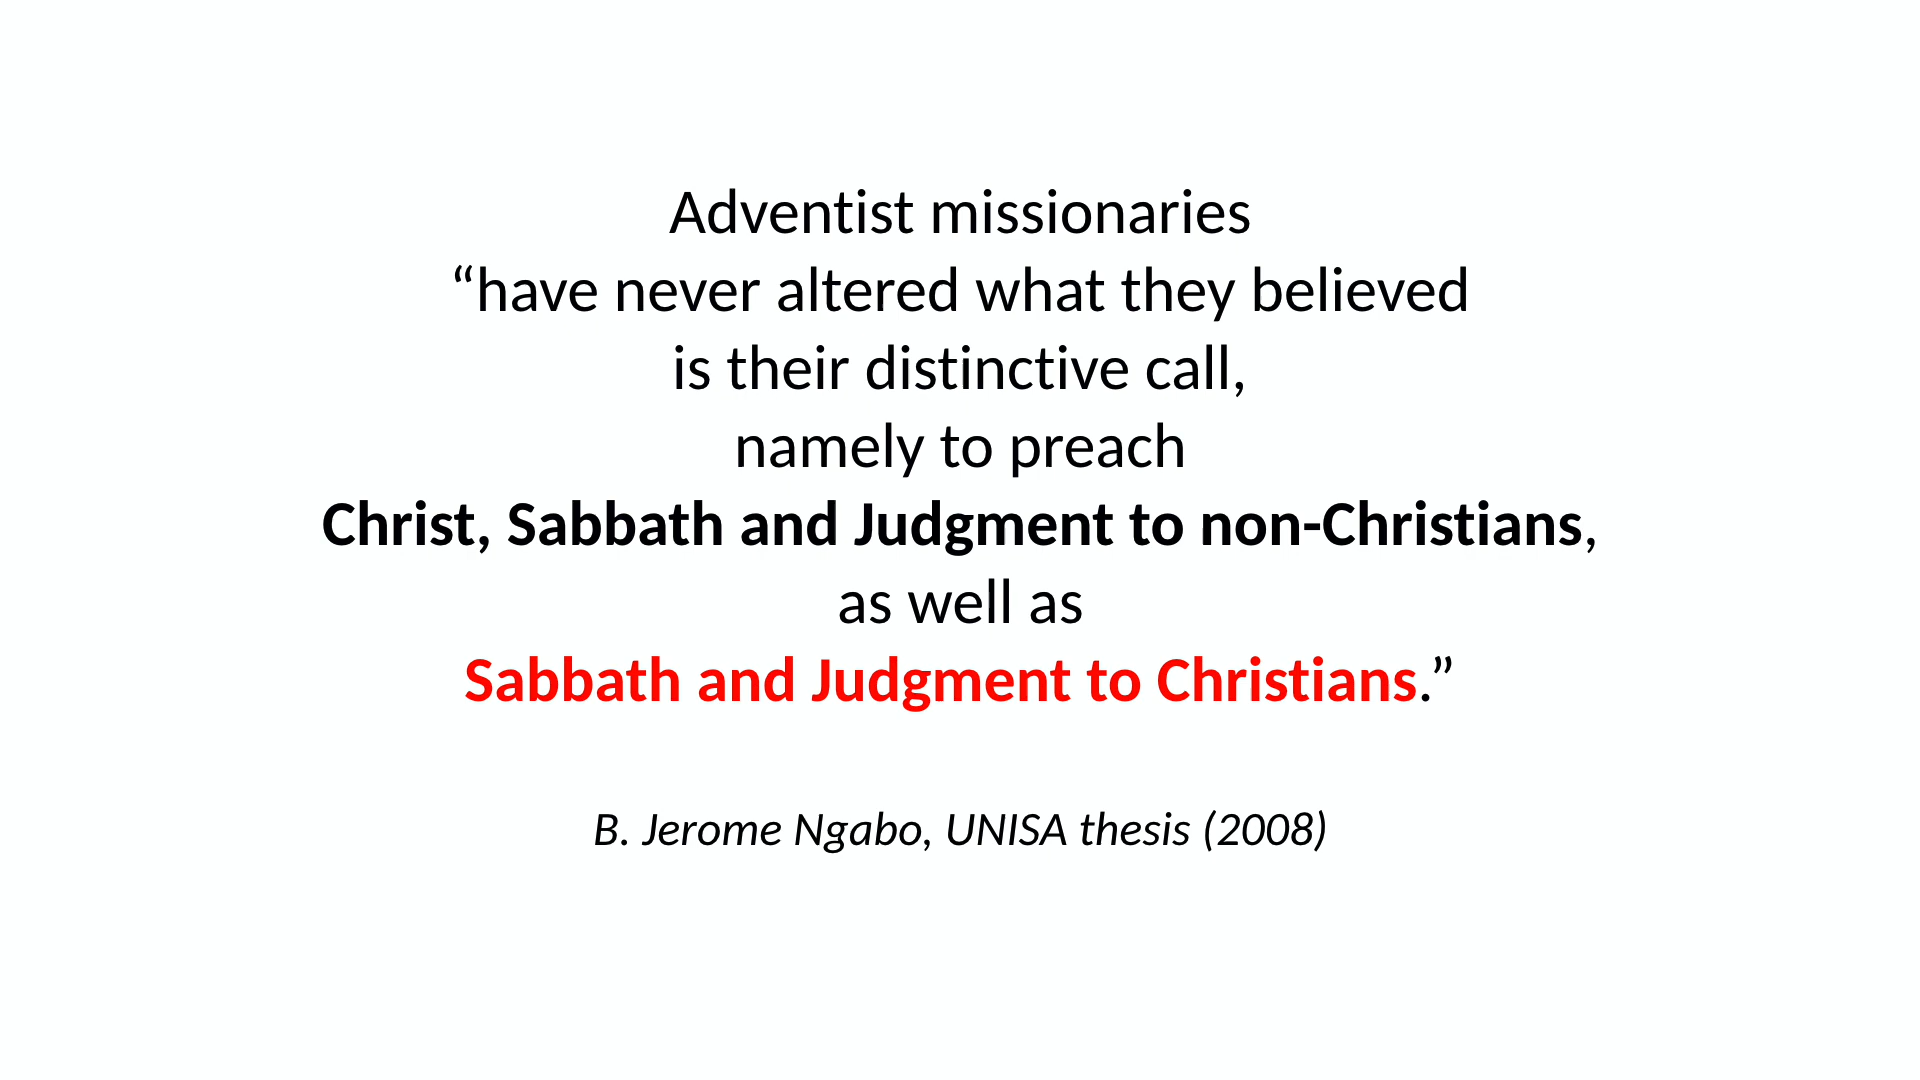 Adventist missionaries
“have never altered what they believed
is their distinctive call,
namely to preach
Christ, Sabbath and Judgment to non-Christians,
as well as
Sabbath and Judgment to Christians.”
B. Jerome Ngabo, UNISA thesis (2008)